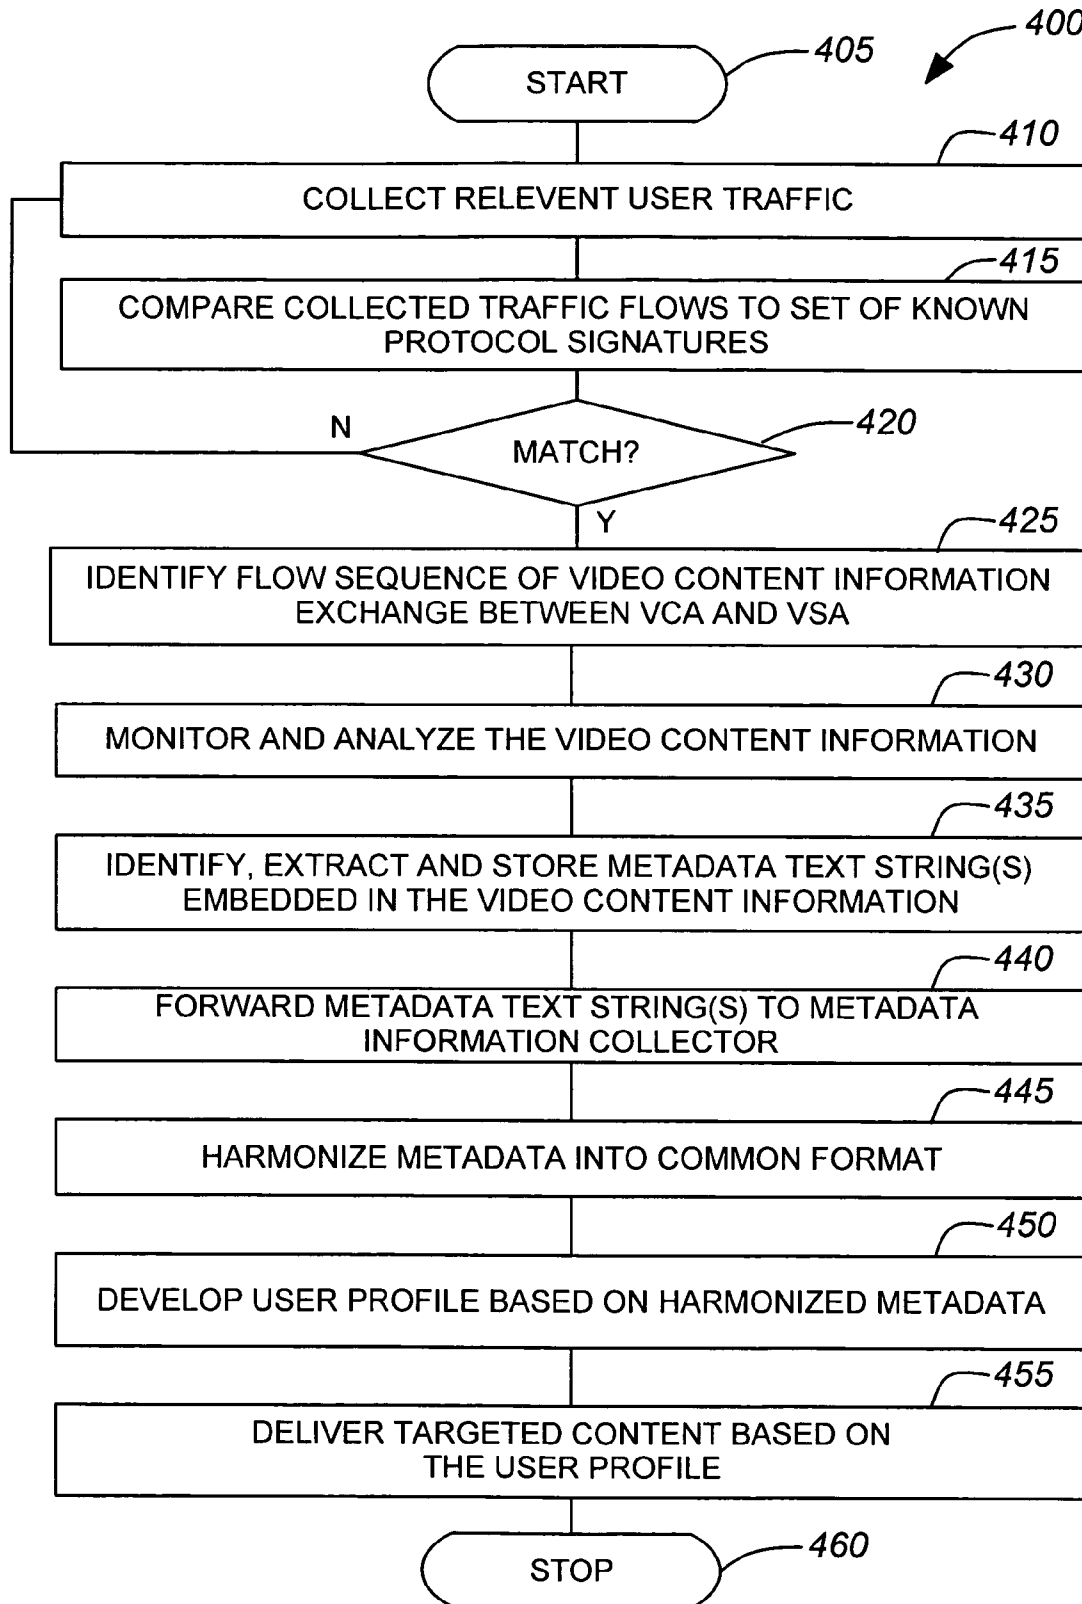 400
START
405
410
COLLECT RELEVENT USER TRAFFIC
415
COMPARE COLLECTED TRAFFIC FLOWS TO SET OF KNOWN
PROTOCOL SIGNATURES
N
MATCH?
420
Y
425
IDENTIFY FLOW SEQUENCE OF VIDEO CONTENT INFORMATION
EXCHANGE BETWEEN VCA AND VSA
430
MONITOR AND ANALYZE THE VIDEO CONTENT INFORMATION
435
IDENTIFY, EXTRACT AND STORE METADATA TEXT STRING(S)
EMBEDDED IN THE VIDEO CONTENT INFORMATION
440
FORWARD METADATA TEXT STRING(S) TO METADATA
INFORMATION COLLECTOR
445
HARMONIZE METADATA INTO COMMON FORMAT
450
DEVELOP USER PROFILE BASED ON HARMONIZED METADATA
455
DELIVER TARGETED CONTENT BASED ON
THE USER PROFILE
STOP
460